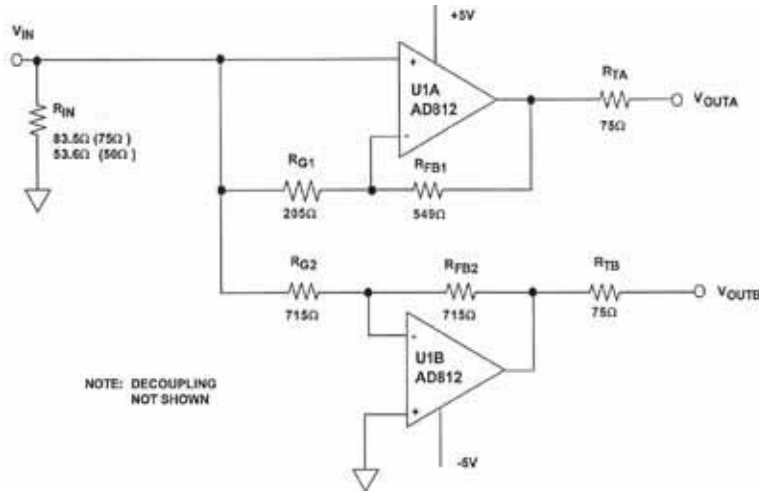 VIN
+5V
+
U1A
AD812
-
RTA
75Ω
VOUTA
RIN
83.5Ω (75Ω)
53.6Ω (50Ω)
RG1
205Ω
RFB1
549Ω
RG2
715Ω
RFB2
715Ω
RTB
75Ω
VOUTB
-
U1B
AD812
+
-5V
NOTE: DECOUPLING
NOT SHOWN